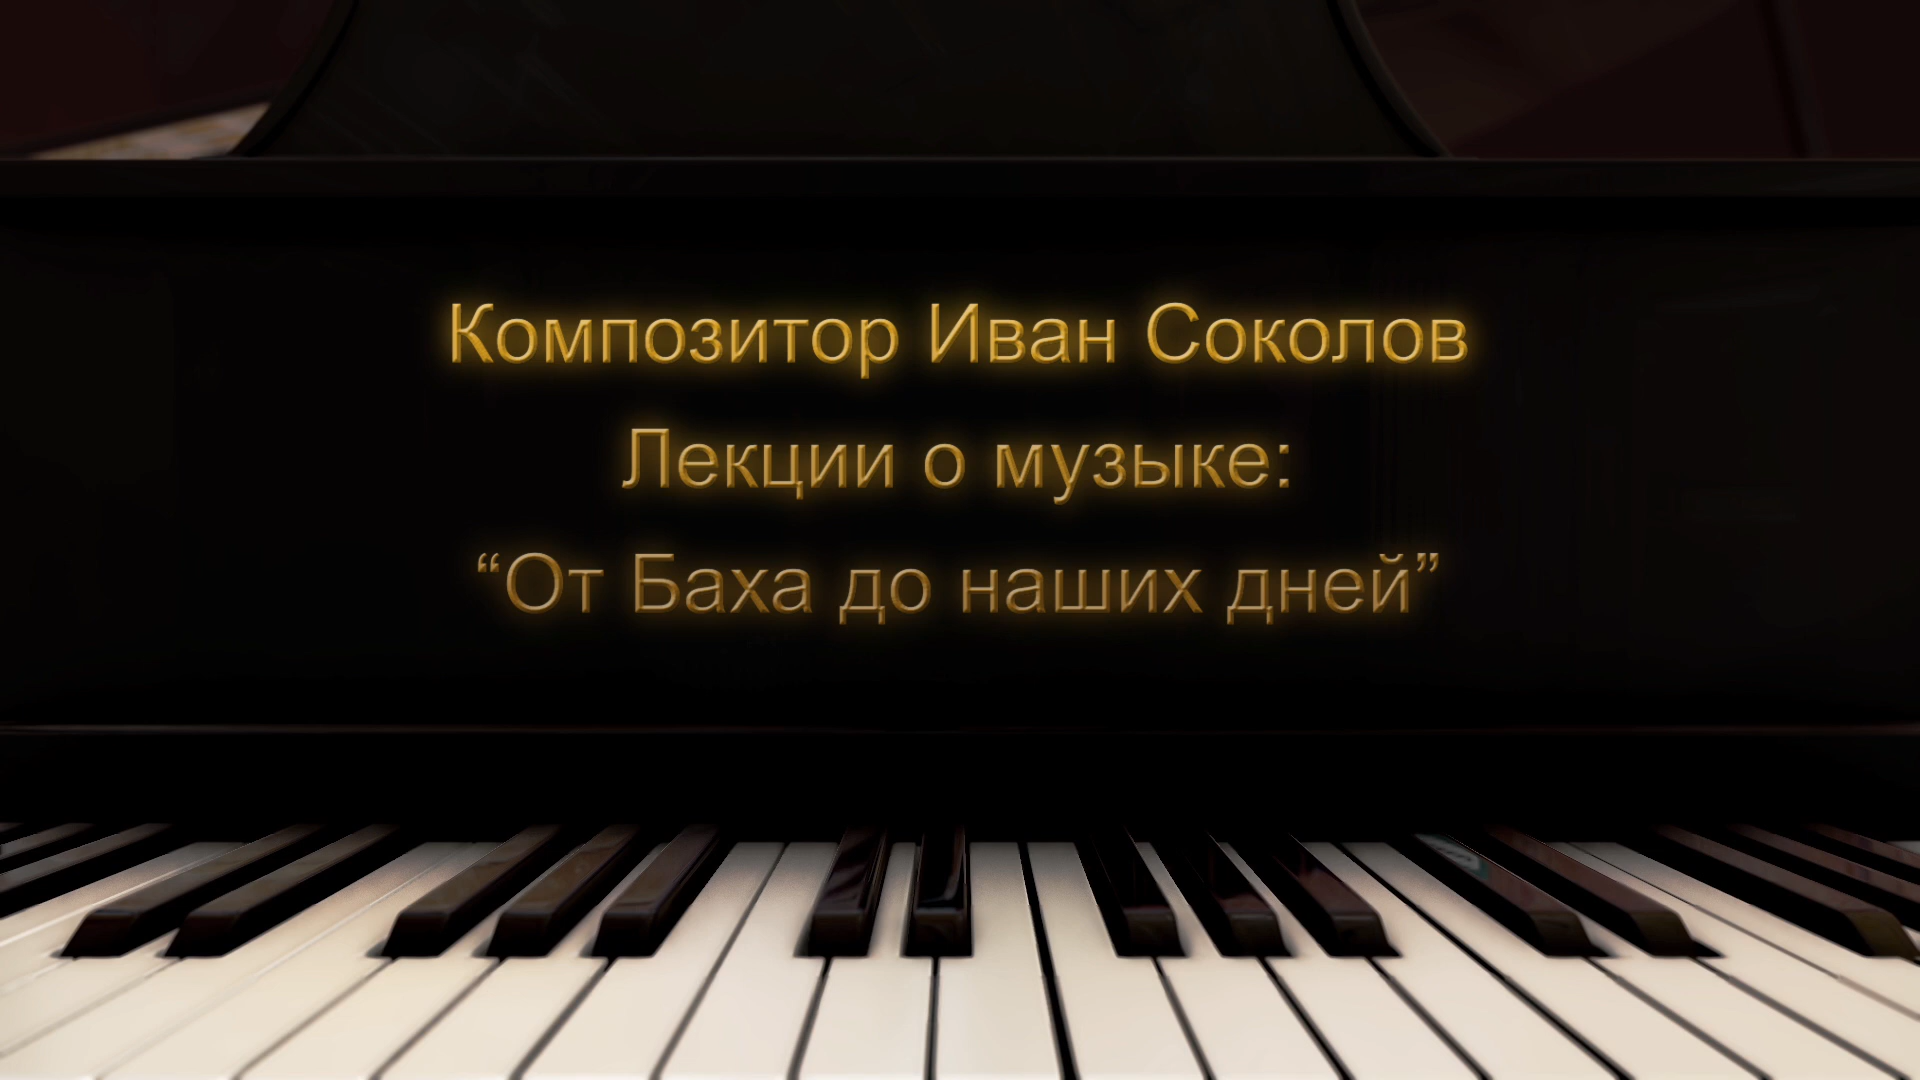 Композитор Иван Соколов
Лекции о музыке:
“От Баха до наших дней”